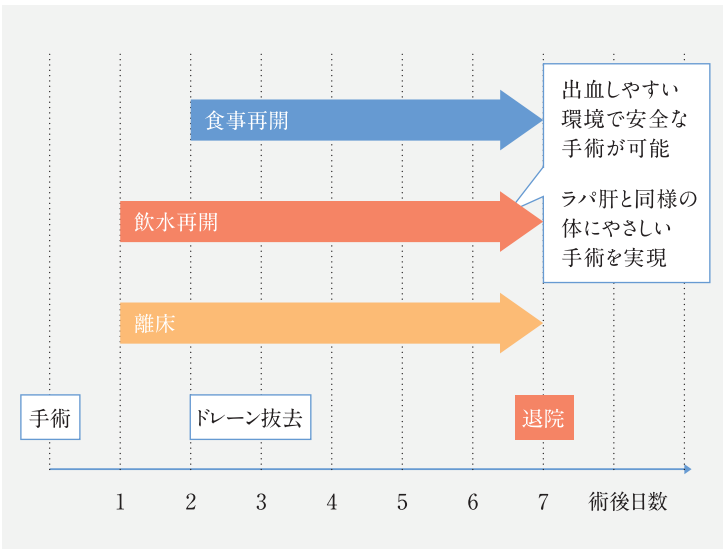 食事再開
出血しやすい
環境で安全な
手術が可能
ラパ肝と同様の
体にやさしい
手術を実現
飲水再開
離床
手術
ドレーン抜去
退院
1 2 3 4 5 6 7 術後日数